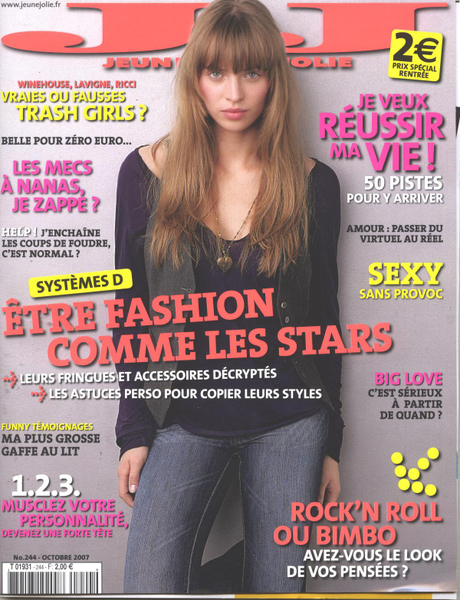 www.jeunejolie.fr
JJ
JEUNE JOLIE
2€
PRIX SPÉCIAL
RENTRÉE
WINEHOUSE, LAVIGNE, RICCI
VRAIES OU FAUSSES
TRASH GIRLS ?
BELLE POUR ZÉRO EURO...
LES MECS
À NANAS,
JE ZAPPE ?
HELP ! J'ENCHAÎNE
LES COUPS DE FOUDRE,
C'EST NORMAL ?
JE VEUX
RÉUSSIR
MA VIE !
50 PISTES
POUR Y ARRIVER
AMOUR : PASSER DU
VIRTUEL AU RÉEL
SEXY
SANS PROVOC
SYSTÈMES D
ÊTRE FASHION
COMME LES STARS
LEURS FRINGUES ET ACCESSOIRES DÉCRYPTÉS
LES ASTUCES PERSO POUR COPIER LEURS STYLES
BIG LOVE
C'EST SÉRIEUX
À PARTIR
DE QUAND ?
FUNNY TÉMOIGNAGES
MA PLUS GROSSE
GAFFE AU LIT
1.2.3.
MUSCLEZ VOTRE
PERSONNALITÉ,
DEVENEZ UNE FORTE TÊTE
ROCK'N ROLL
OU BIMBO
AVEZ-VOUS LE LOOK
DE VOS PENSÉES ?
No.244 - OCTOBRE 2007
T 01931 - 244 - F: 2,00 €